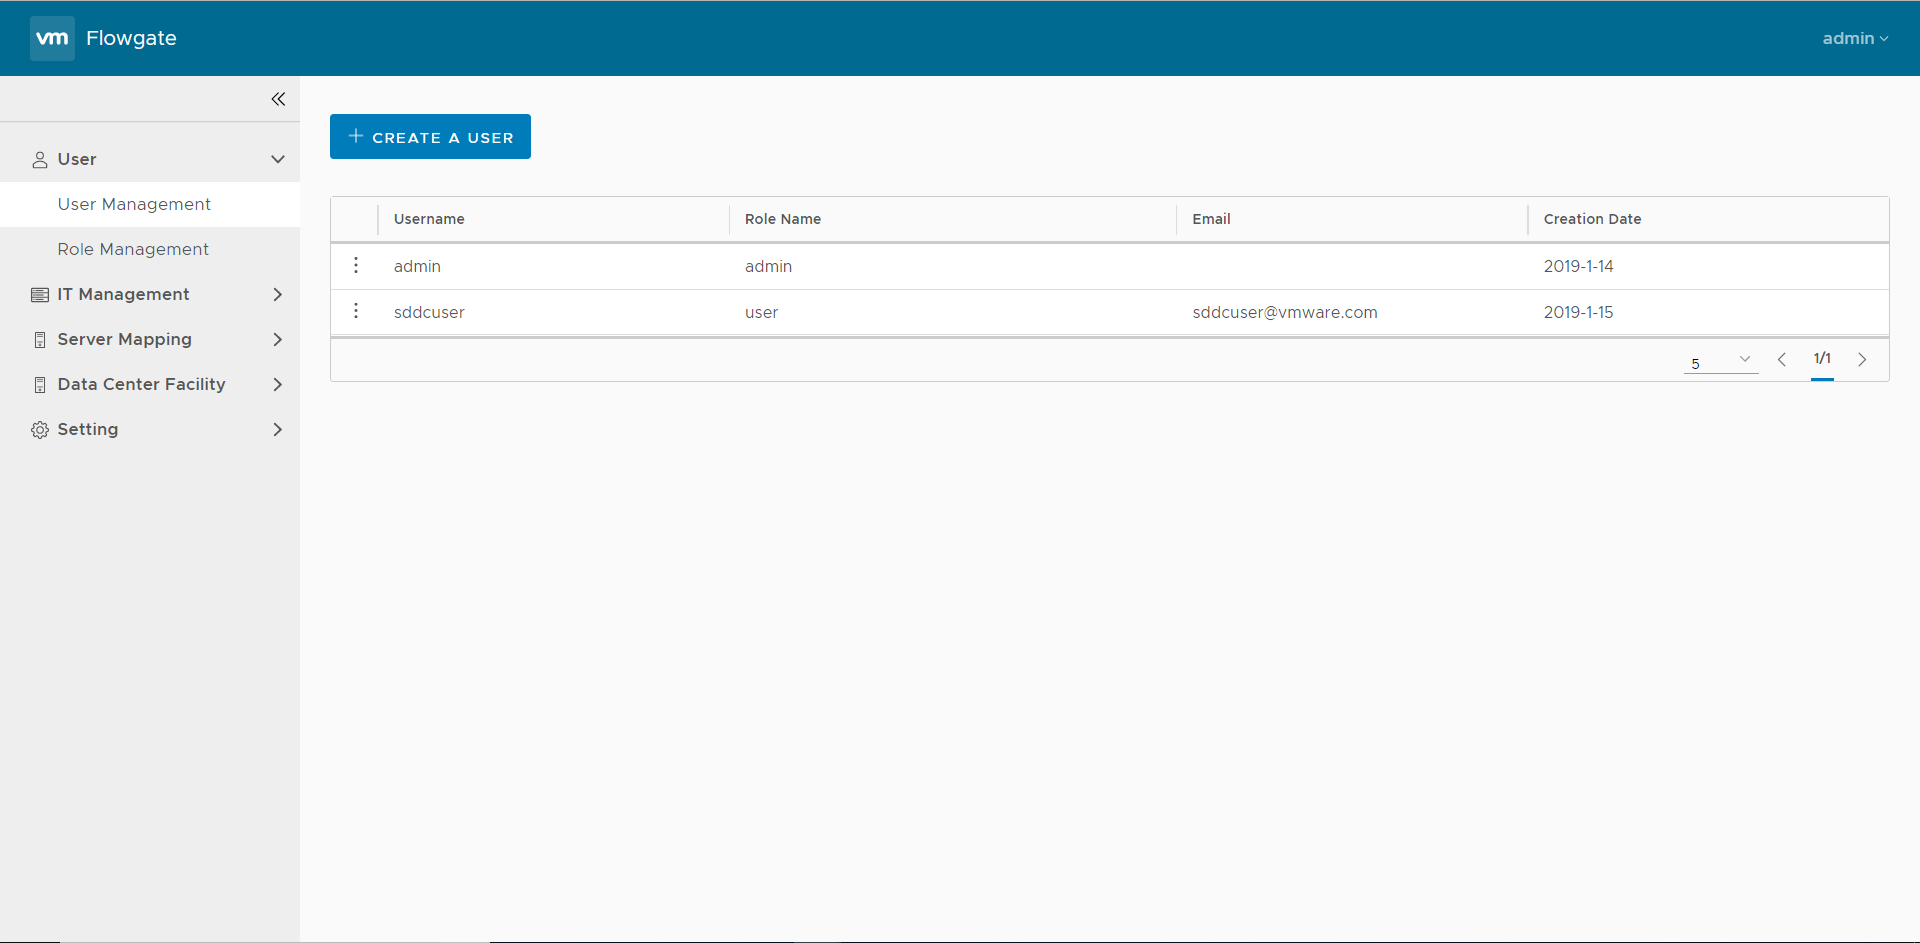 vm Flowgate
admin
CREATE A USER
User
User Management
Role Management
IT Management
Server Mapping
Data Center Facility
Setting
Username Role Name Email Creation Date
admin admin 2019-1-14
sddcuser user sddcuser@vmware.com 2019-1-15
5 1/1